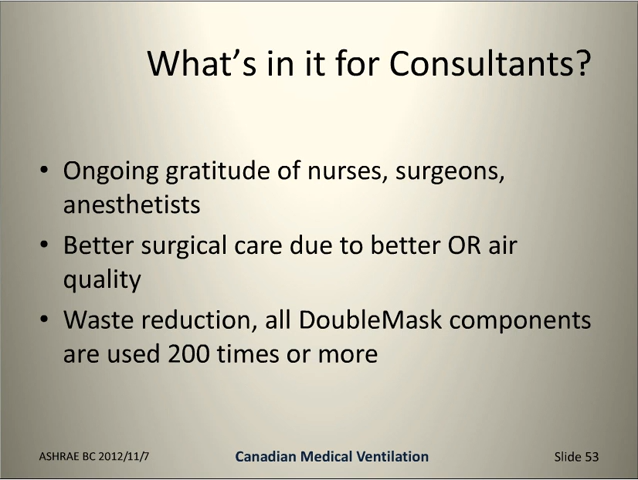 What's in it for Consultants?
• Ongoing gratitude of nurses, surgeons,
anesthetists
• Better surgical care due to better OR air
quality
• Waste reduction, all DoubleMask components
are used 200 times or more
ASHRAE BC 2012/11/7
Canadian Medical Ventilation
Slide 53